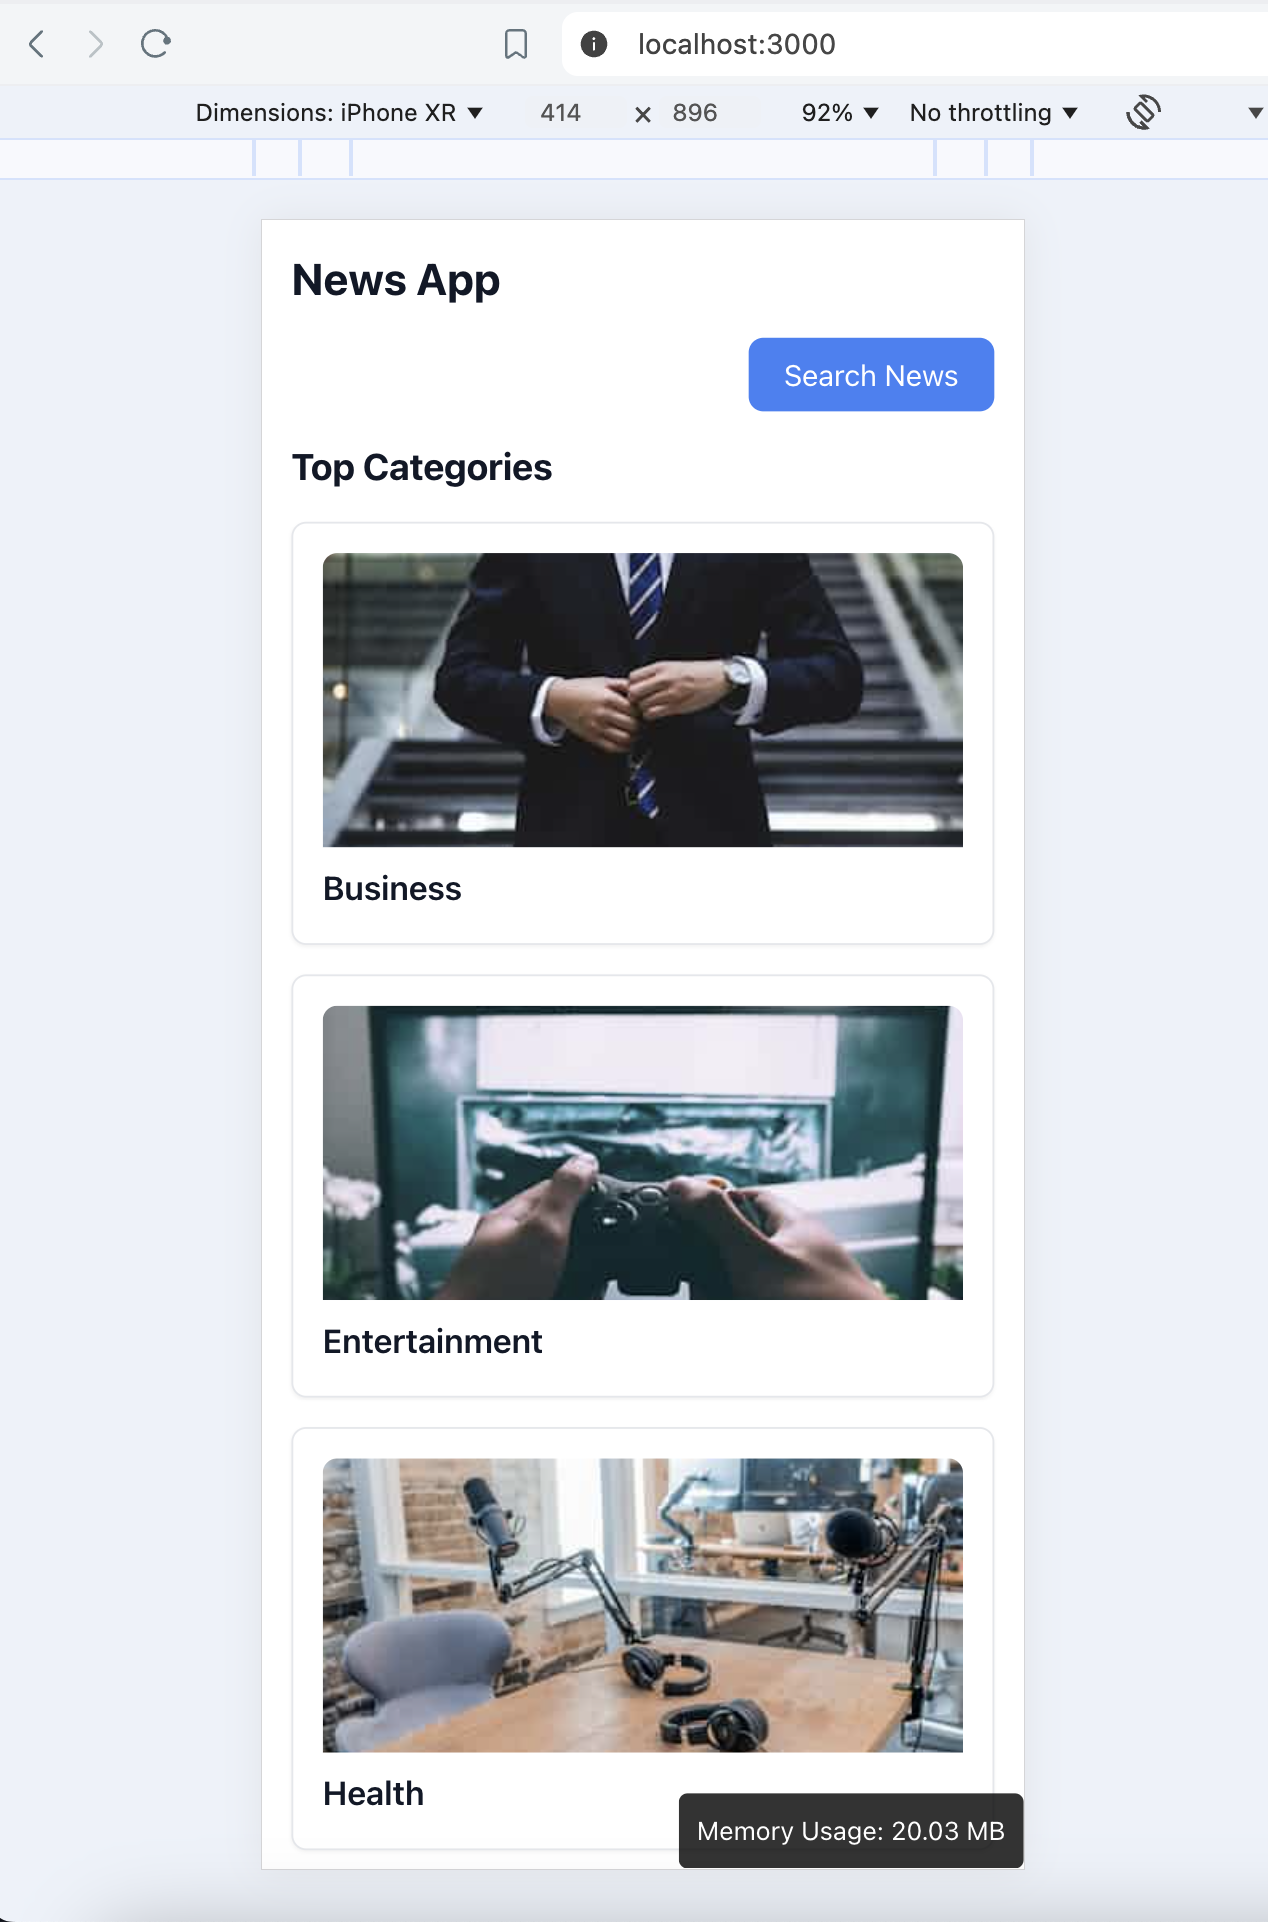 localhost:3000
Dimensions: iPhone XR 414 × 896 92% No throttling
News App
Search News
Top Categories
Business
Entertainment
Health
Memory Usage: 20.03 MB